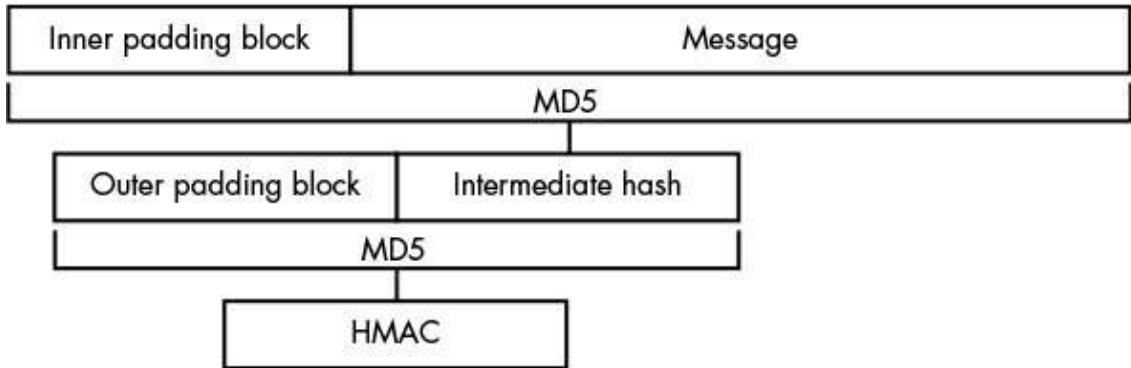 Inner padding block Message
MD5
Outer padding block Intermediate hash
MD5
HMAC